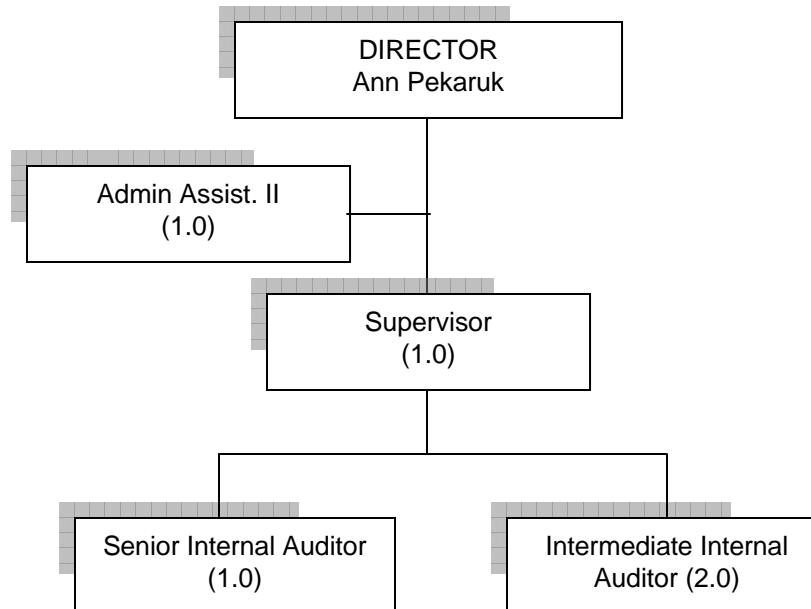 DIRECTOR
Ann Pekaruk
Admin Assist. II
(1.0)
Supervisor
(1.0)
Senior Internal Auditor
(1.0)
Intermediate Internal
Auditor (2.0)